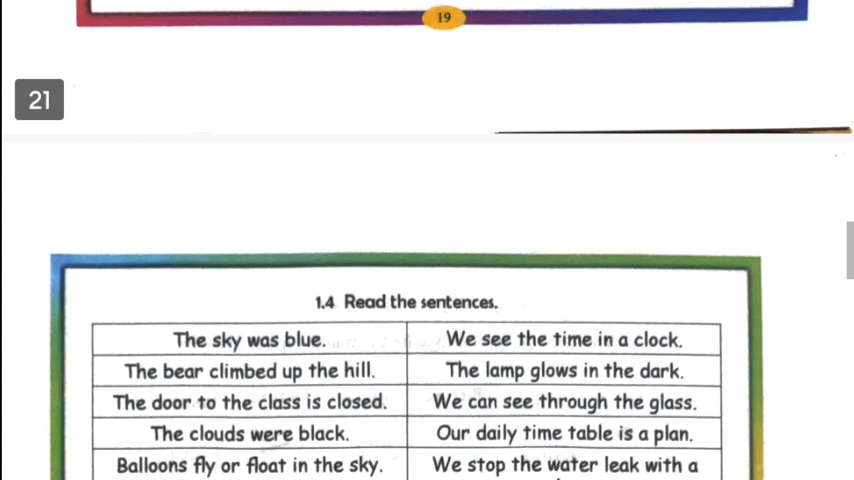 19
21
1.4 Read the sentences.
The sky was blue. We see the time in a clock.
The bear climbed up the hill. The lamp glows in the dark.
The door to the class is closed. We can see through the glass.
The clouds were black. Our daily time table is a plan.
Balloons fly or float in the sky. We stop the water leak with a